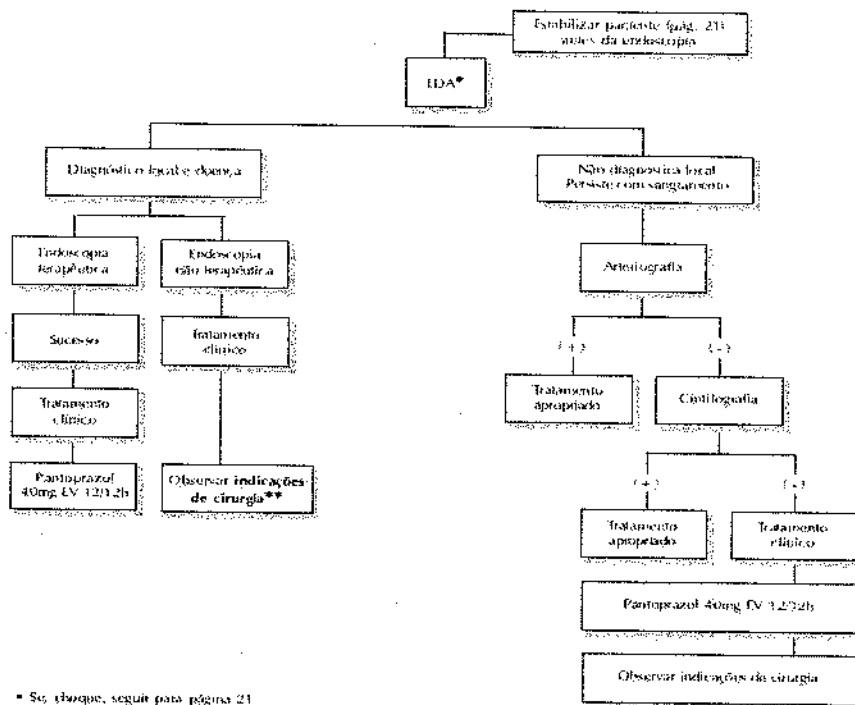 Estabilizar paciente (pág. 21)
antes da endoscopia
EDA*
Diagnóstico local e doença
Não diagnostica local
Persiste com sangramento
Endoscopia
terapêutica
Endoscopia
não terapêutica
Arteriografia
Sucesso
Tratamento
clínico
(+)
(-)
Tratamento
apropriado
Cintilografia
Tratamento
clínico
Pantoprazol
40mg EV 12/12h
Observar indicações
de cirurgia**
(+)
(-)
Tratamento
apropriado
Tratamento
clínico
Pantoprazol 40mg EV 12/12h
Observar indicações de cirurgia
* Se, choque, seguir para página 21